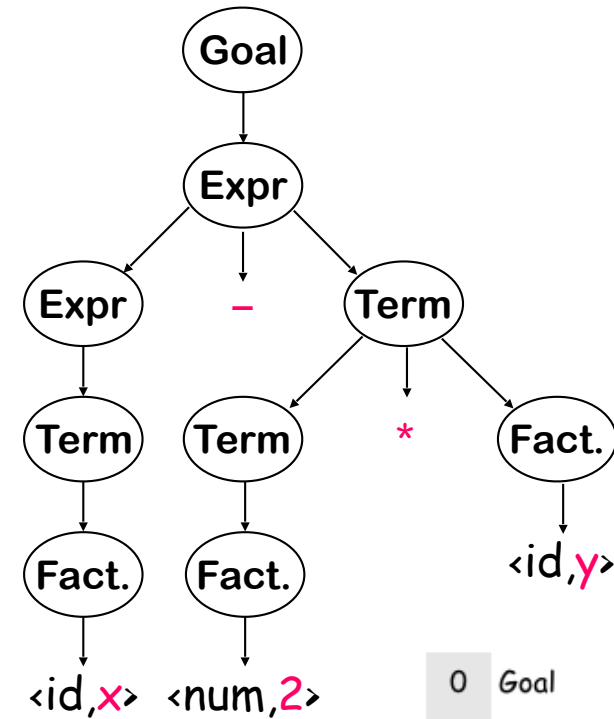 Goal
Expr
Expr – Term
Term Term * Fact.
Fact. Fact. <id,y>
<id,x> <num,2>
0 Goal